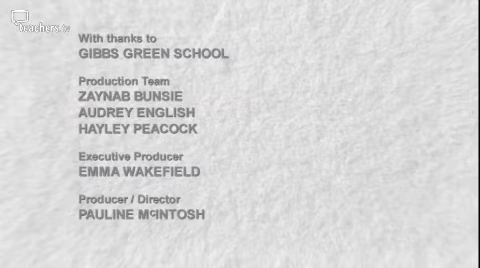 Teachers.tv
With thanks to
GIBBS GREEN SCHOOL
Production Team
ZAYNAB BUNSIE
AUDREY ENGLISH
HAYLEY PEACOCK
Executive Producer
EMMA WAKEFIELD
Producer / Director
PAULINE McINTOSH